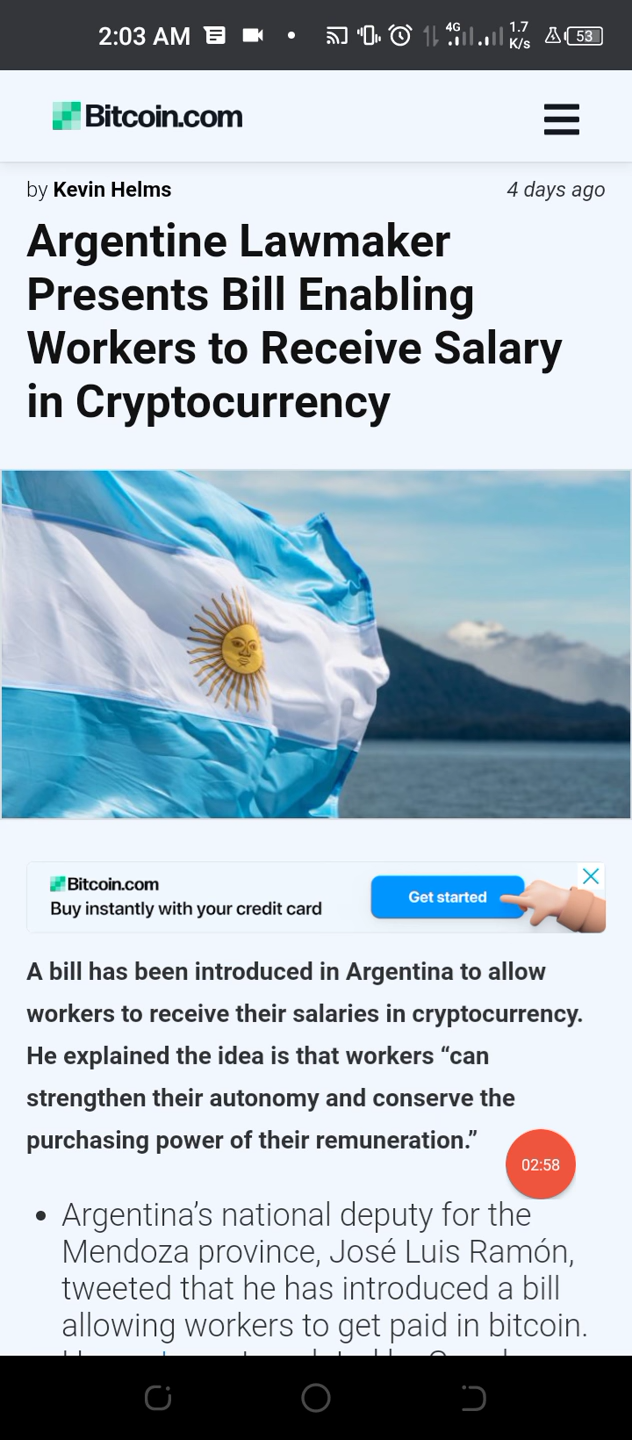 2:03 AM 4G 1.7 K/s 53
Bitcoin.com
by Kevin Helms 4 days ago
Argentine Lawmaker
Presents Bill Enabling
Workers to Receive Salary
in Cryptocurrency
Bitcoin.com
Buy instantly with your credit card
Get started
A bill has been introduced in Argentina to allow
workers to receive their salaries in cryptocurrency.
He explained the idea is that workers “can
strengthen their autonomy and conserve the
purchasing power of their remuneration.”
02:58
• Argentina’s national deputy for the
Mendoza province, José Luis Ramón,
tweeted that he has introduced a bill
allowing workers to get paid in bitcoin.